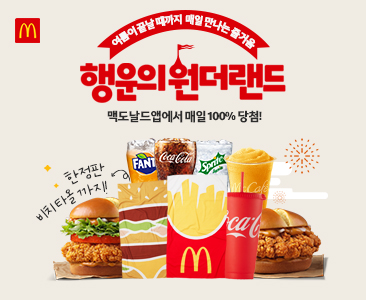 여름이 끝날 때까지 매일 만나는 즐거움
행운의 원더랜드
맥도날드앱에서 매일 100% 당첨!
한정판
비치타올까지!
FANTA
Coca-Cola
Sprite
McCafé
Coca-Cola